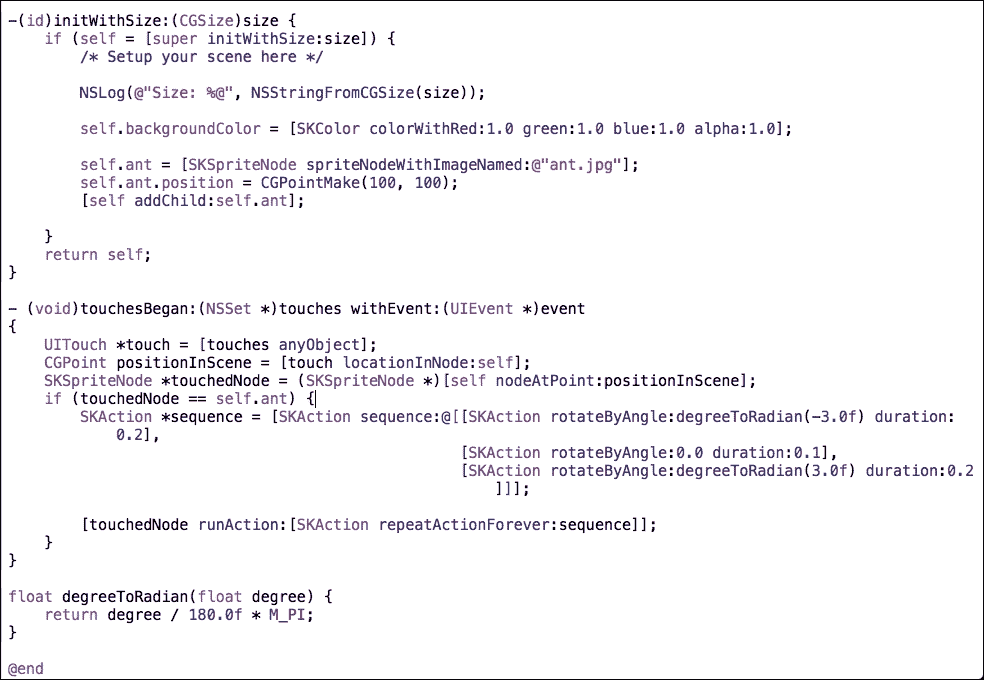 -(id)initWithSize:(CGSize)size {
    if (self = [super initWithSize:size]) {
        /* Setup your scene here */

        NSLog(@"Size: %@", NSStringFromCGSize(size));

        self.backgroundColor = [SKColor colorWithRed:1.0 green:1.0 blue:1.0 alpha:1.0];

        self.ant = [SKSpriteNode spriteNodeWithImageNamed:@"ant.jpg"];
        self.ant.position = CGPointMake(100, 100);
        [self addChild:self.ant];

    }
    return self;
}

- (void)touchesBegan:(NSSet *)touches withEvent:(UIEvent *)event
{
    UITouch *touch = [touches anyObject];
    CGPoint positionInScene = [touch locationInNode:self];
    SKSpriteNode *touchedNode = (SKSpriteNode *)[self nodeAtPoint:positionInScene];
    if (touchedNode == self.ant) {
        SKAction *sequence = [SKAction sequence:@[[SKAction rotateByAngle:degreeToRadian(-3.0f) duration:
            0.2],
                                                  [SKAction rotateByAngle:0.0 duration:0.1],
                                                  [SKAction rotateByAngle:degreeToRadian(3.0f) duration:0.2
                                                      ]]];

        [touchedNode runAction:[SKAction repeatActionForever:sequence]];
    }
}

float degreeToRadian(float degree) {
    return degree / 180.0f * M_PI;
}

@end